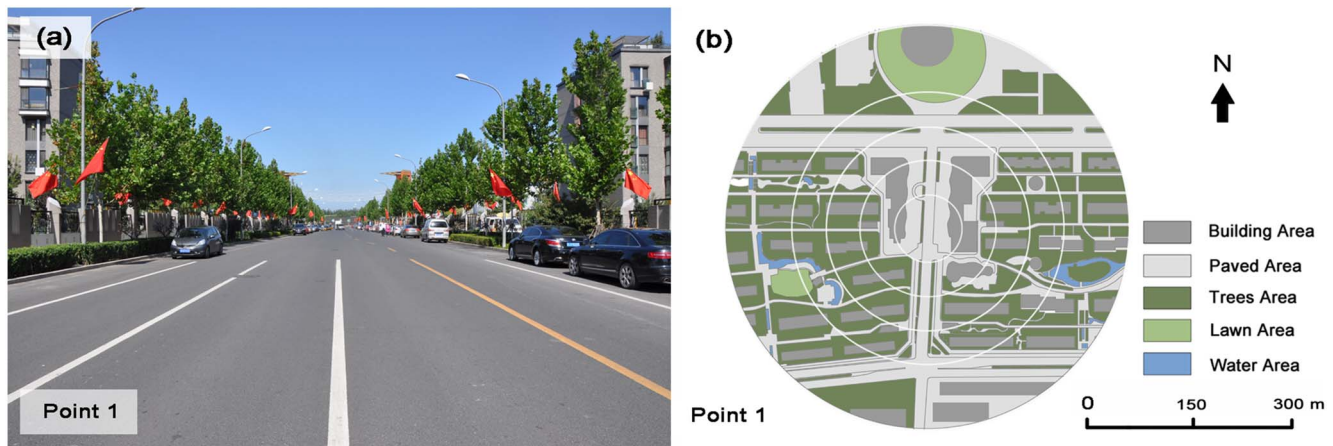 (a)
Point 1
(b)
N
Building Area
Paved Area
Trees Area
Lawn Area
Water Area
Point 1
0 150 300 m